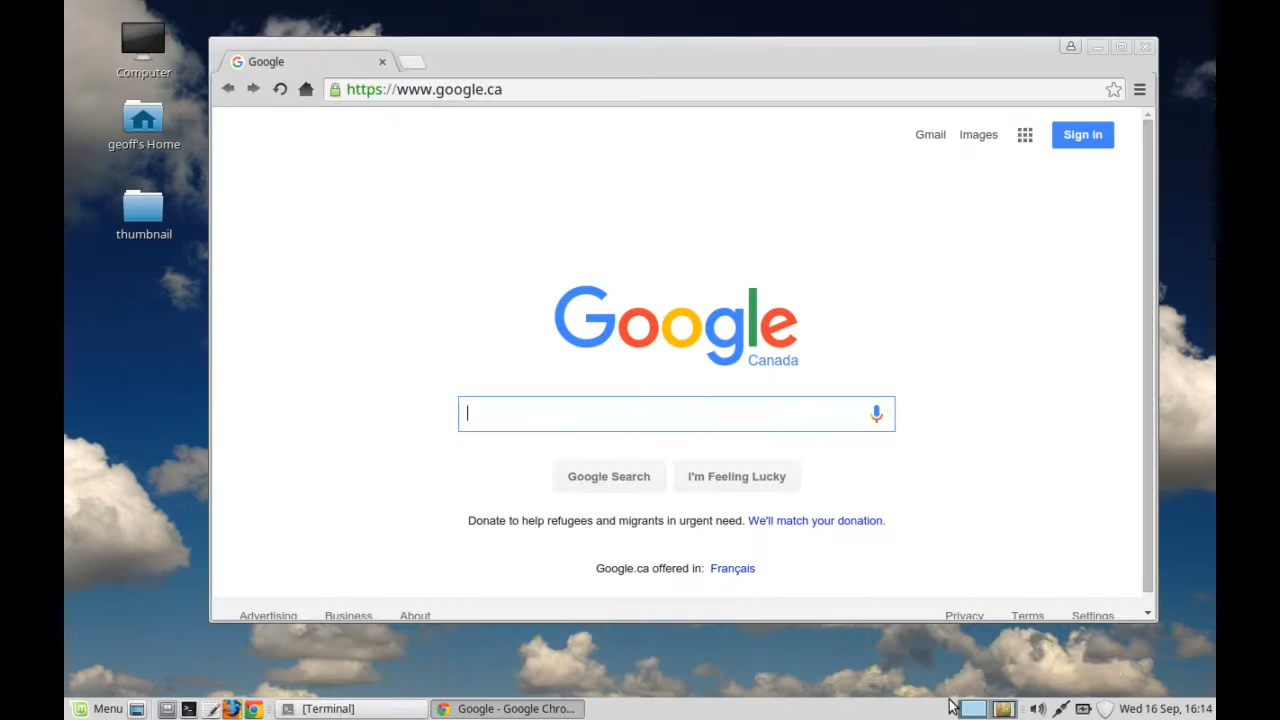 Computer
geoff's Home
thumbnail
Google
https://www.google.ca
Gmail Images Sign in
Google
Canada
Google Search I'm Feeling Lucky
Donate to help refugees and migrants in urgent need. We'll match your donation.
Google.ca offered in: Français
Advertising Business About Privacy Terms Settings
Menu [Terminal] Google - Google Chro... Wed 16 Sep, 16:14